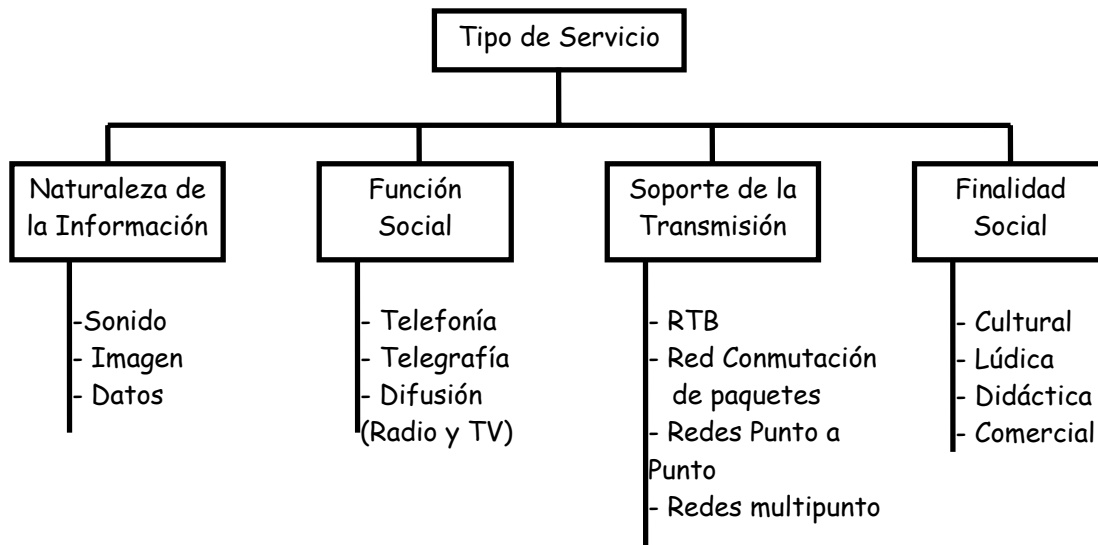 Tipo de Servicio
Naturaleza de
la Información
-Sonido
- Imagen
- Datos
Función
Social
- Telefonía
- Telegrafía
- Difusión
(Radio y TV)
Soporte de la
Transmisión
- RTB
- Red Conmutación
de paquetes
- Redes Punto a
Punto
- Redes multipunto
Finalidad
Social
- Cultural
- Lúdica
- Didáctica
- Comercial